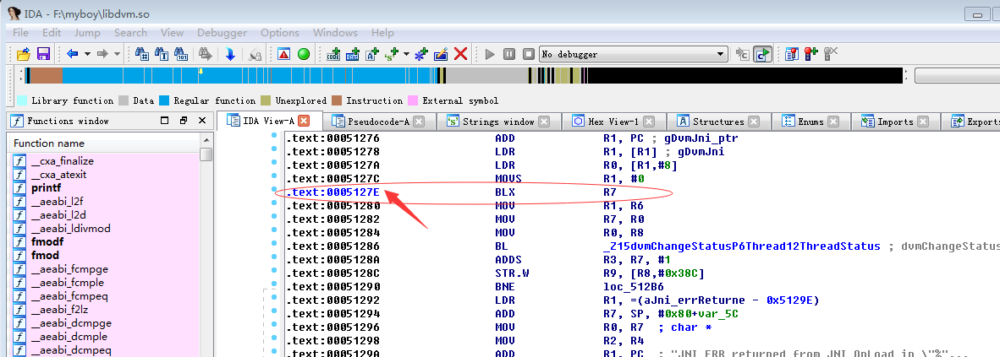 IDA - F:\myboy\libdvm.so
File Edit Jump Search View Debugger Options Windows Help
No debugger
Library function Data Regular function Unexplored Instruction External symbol
Functions window IDA View-A Pseudocode-A Strings window Hex View-1 Structures Enums Imports Exports
Function name
__cxa_finalize
__cxa_atexit
printf
__aeabi_l2f
__aeabi_l2d
__aeabi_ldivmod
fmodf
fmod
__aeabi_fcmpge
__aeabi_fcmple
__aeabi_fcmpeq
__aeabi_f2lz
__aeabi_dcmpge
__aeabi_dcmple
__aeabi_dcmpeq
.text:00051276 ADD R1, PC ; gDvmJni_ptr
.text:00051278 LDR R1, [R1] ; gDvmJni
.text:0005127A LDR R0, [R1,#8]
.text:0005127C MOVS R1, #0
.text:0005127E BLX R7
.text:00051280 MOV R1, R6
.text:00051282 MOV R7, R0
.text:00051284 MOV R0, R8
.text:00051286 BL _Z15dvmChangeStatusP6Thread12ThreadStatus ; dvmChangeStatus
.text:0005128A ADDS R3, R7, #1
.text:0005128C STR.W R9, [R8,#0x38C]
.text:00051290 BNE loc_512B6
.text:00051292 LDR R1, =(aJni_errReturne - 0x5129E)
.text:00051294 ADD R7, SP, #0x80+var_5C
.text:00051296 MOV R0, R7 ; char *
.text:00051298 MOV R2, R4
.text:0005129A ADD R1, PC ; "JNI_ERR returned from JNI_OnLoad in \"%"...